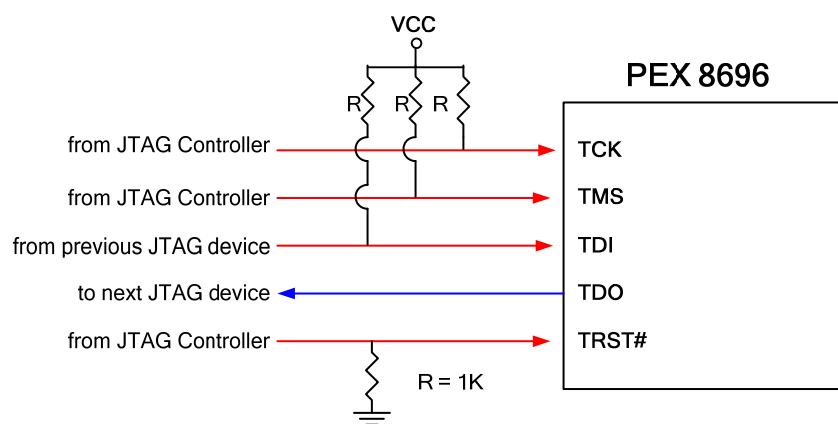 VCC
PEX 8696
R R R
from JTAG Controller TCK
from JTAG Controller TMS
from previous JTAG device TDI
to next JTAG device TDO
from JTAG Controller TRST#
R = 1K